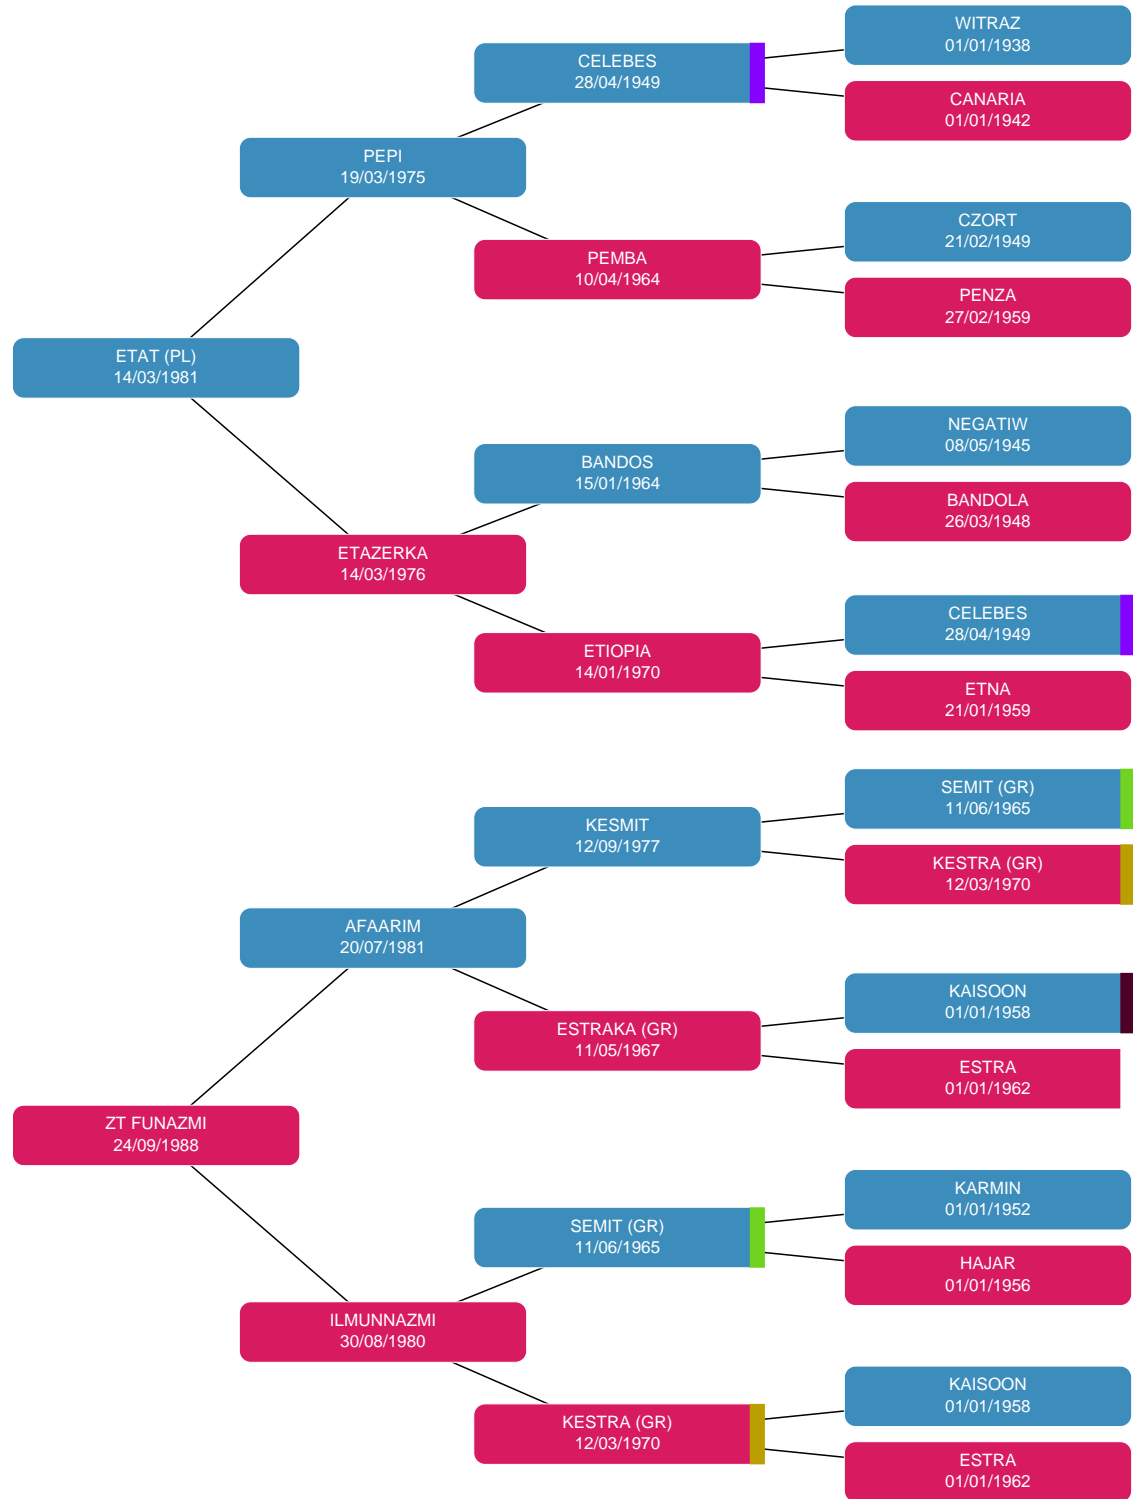 WITRAZ
01/01/1938
CELEBES
28/04/1949
CANARIA
01/01/1942
PEPI
19/03/1975
CZORT
21/02/1949
PEMBA
10/04/1964
PENZA
27/02/1959
ETAT (PL)
14/03/1981
NEGATIW
08/05/1945
BANDOS
15/01/1964
BANDOLA
26/03/1948
ETAZERKA
14/03/1976
CELEBES
28/04/1949
ETIOPIA
14/01/1970
ETNA
21/01/1959
SEMIT (GR)
11/06/1965
KESMIT
12/09/1977
KESTRA (GR)
12/03/1970
AFAARIM
20/07/1981
KAISOON
01/01/1958
ESTRAKA (GR)
11/05/1967
ESTRA
01/01/1962
ZT FUNAZMI
24/09/1988
KARMIN
01/01/1952
SEMIT (GR)
11/06/1965
HAJAR
01/01/1956
ILMUNNAZMI
30/08/1980
KAISOON
01/01/1958
KESTRA (GR)
12/03/1970
ESTRA
01/01/1962